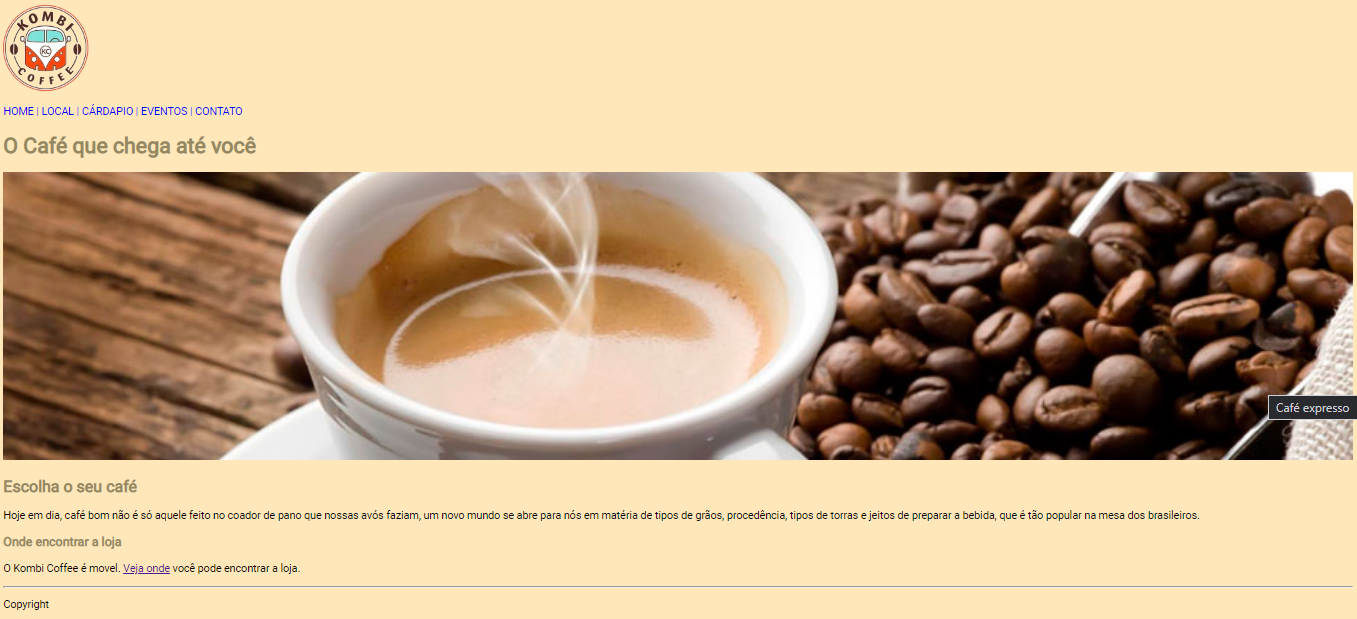 KOMBI
KC
COFFEE
HOME | LOCAL | CÁRDAPIO | EVENTOS | CONTATO
O Café que chega até você
Café expresso
Escolha o seu café
Hoje em dia, café bom não é só aquele feito no coador de pano que nossas avós faziam, um novo mundo se abre para nós em matéria de tipos de grãos, procedência, tipos de torras e jeitos de preparar a bebida, que é tão popular na mesa dos brasileiros.
Onde encontrar a loja
O Kombi Coffee é movel. Veja onde você pode encontrar a loja.
Copyright